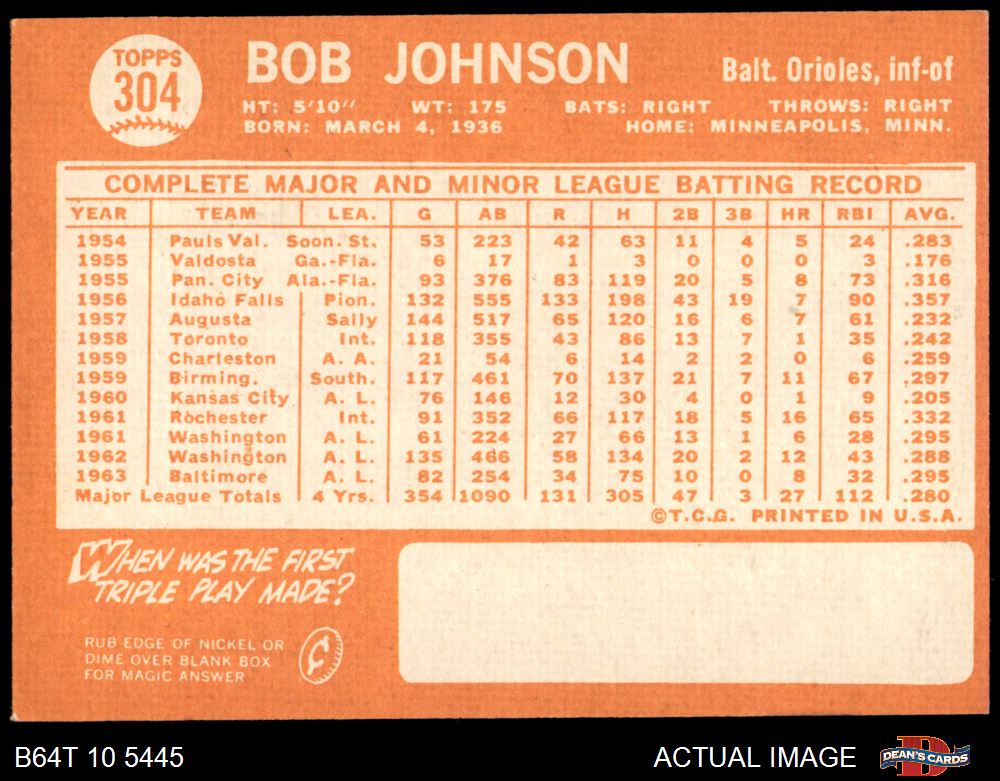 TOPPS
304
BOB JOHNSON
Balt. Orioles, inf-of
HT: 5'10" WT: 175 BATS: RIGHT THROWS: RIGHT
BORN: MARCH 4, 1936 HOME: MINNEAPOLIS, MINN.
COMPLETE MAJOR AND MINOR LEAGUE BATTING RECORD
YEAR TEAM LEA. G AB R H 2B 3B HR RBI AVG.
1954 Pauls Val. Soon. St. 53 223 42 63 11 4 5 24 .283
1955 Valdosta Ga.-Fla. 6 17 1 3 0 0 0 3 .176
1955 Pan. City Ala.-Fla. 93 376 83 119 20 5 8 73 .316
1956 Idaho Falls Pion. 132 555 133 198 43 19 7 90 .357
1957 Augusta Sally 144 517 65 120 16 6 7 61 .232
1958 Toronto Int. 118 355 43 86 13 7 1 35 .242
1959 Charleston A. A. 21 54 6 14 2 2 0 6 .259
1959 Birming. South. 117 461 70 137 21 7 11 67 .297
1960 Kansas City A. L. 76 146 12 30 4 0 1 9 .205
1961 Rochester Int. 91 352 66 117 18 5 16 65 .332
1961 Washington A. L. 61 224 27 66 13 1 6 28 .295
1962 Washington A. L. 135 466 58 134 20 2 12 43 .288
1963 Baltimore A. L. 82 254 34 75 10 0 8 32 .295
Major League Totals 4 Yrs. 354 1090 131 305 47 3 27 112 .280
©T.C.G. PRINTED IN U.S.A.
WHEN WAS THE FIRST
TRIPLE PLAY MADE?
RUB EDGE OF NICKEL OR
DIME OVER BLANK BOX
FOR MAGIC ANSWER
¢
B64T 10 5445
ACTUAL IMAGE
D
DEAN'S CARDS